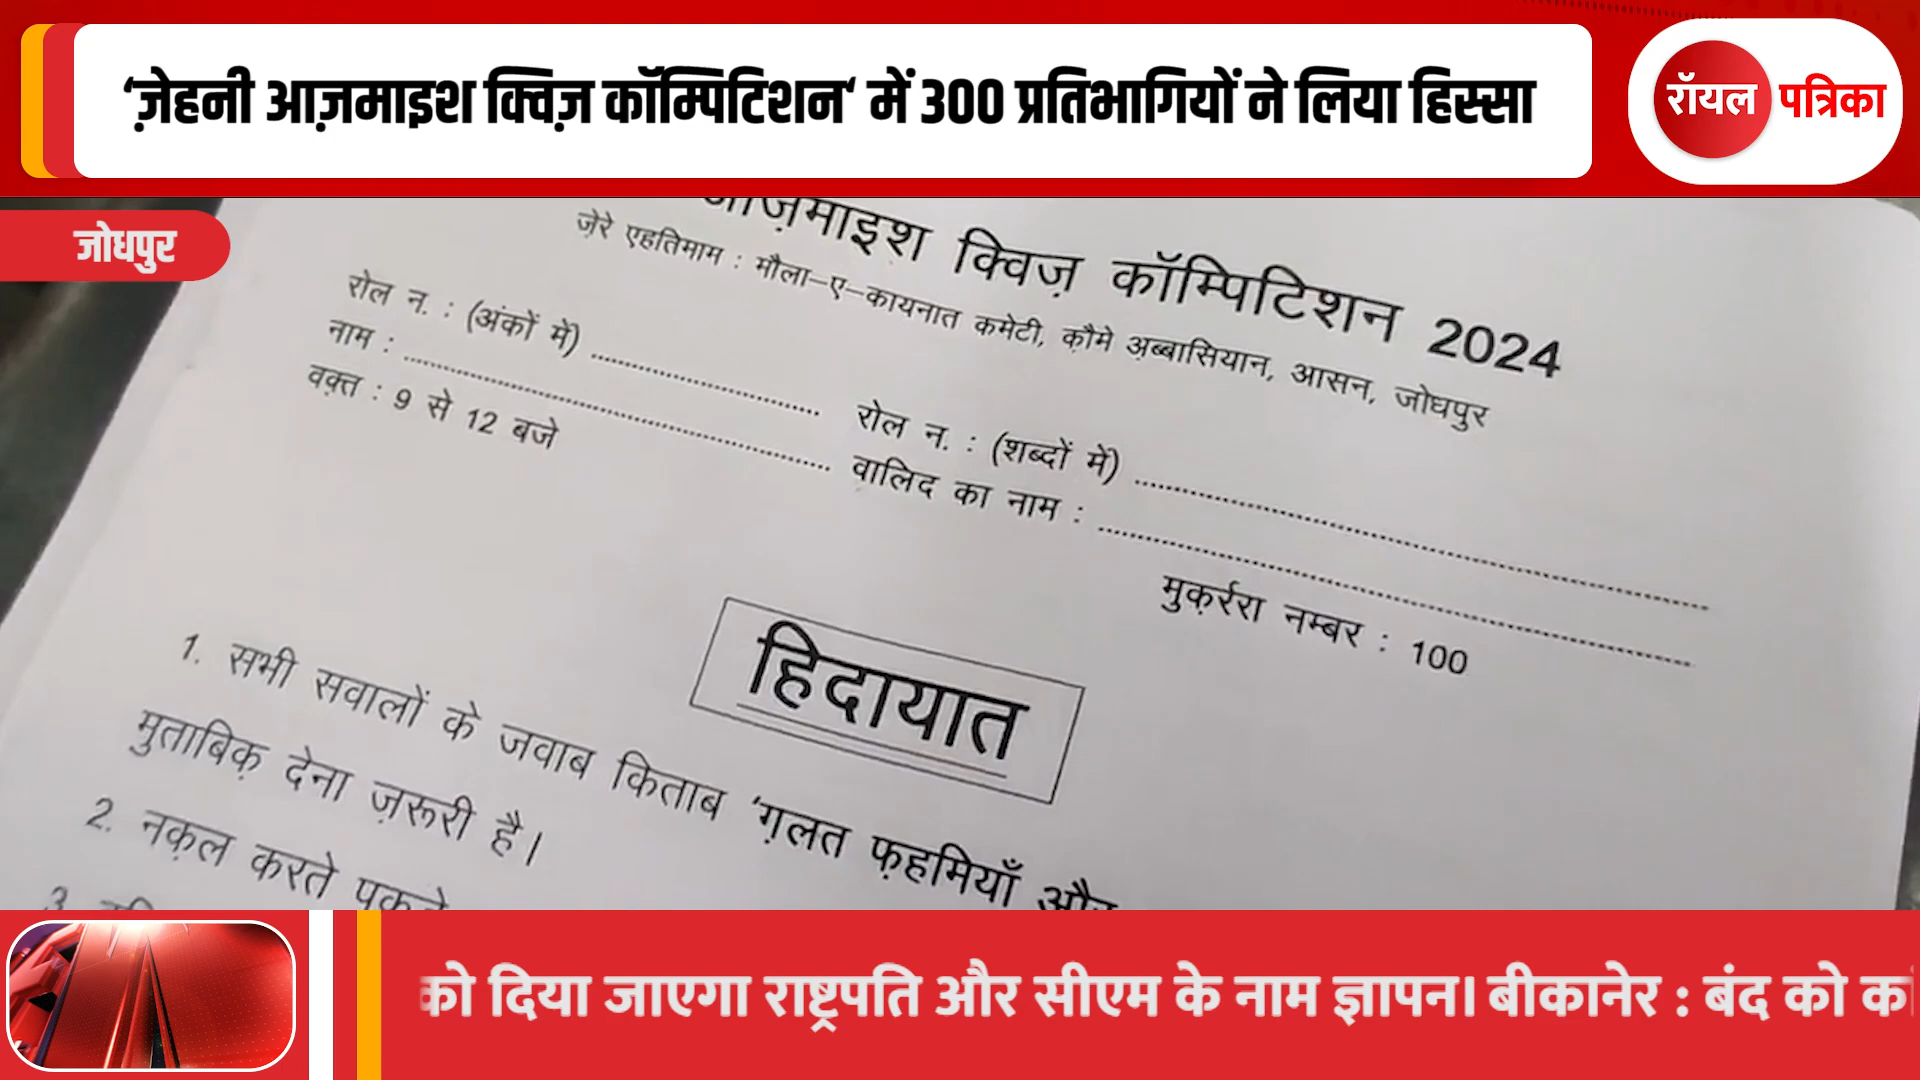 ‘ज़ेहनी आज़माइश क्विज़ कॉम्पिटिशन‘ में 300 प्रतिभागियों ने लिया हिस्सा
रॉयल पत्रिका
जोधपुर
आज़माइश क्विज़ कॉम्पिटिशन 2024
ज़ेरे एहतिमाम : मौला-ए-कायनात कमेटी, क़ौमे अ़ब्बासियान, आसन, जोधपुर
रोल न. : (अंकों में) ........................................ रोल न. : (शब्दों में) ........................................
नाम : ........................................ वालिद का नाम : ........................................
वक़्त : 9 से 12 बजे मुक़र्ररा नम्बर : 100
हिदायात
1. सभी सवालों के जवाब किताब ‘ग़लत फ़हमियाँ और
मुताबिक़ देना ज़रूरी है।
2. नक़ल करते
3.
को दिया जाएगा राष्ट्रपति और सीएम के नाम ज्ञापन। बीकानेर : बंद को